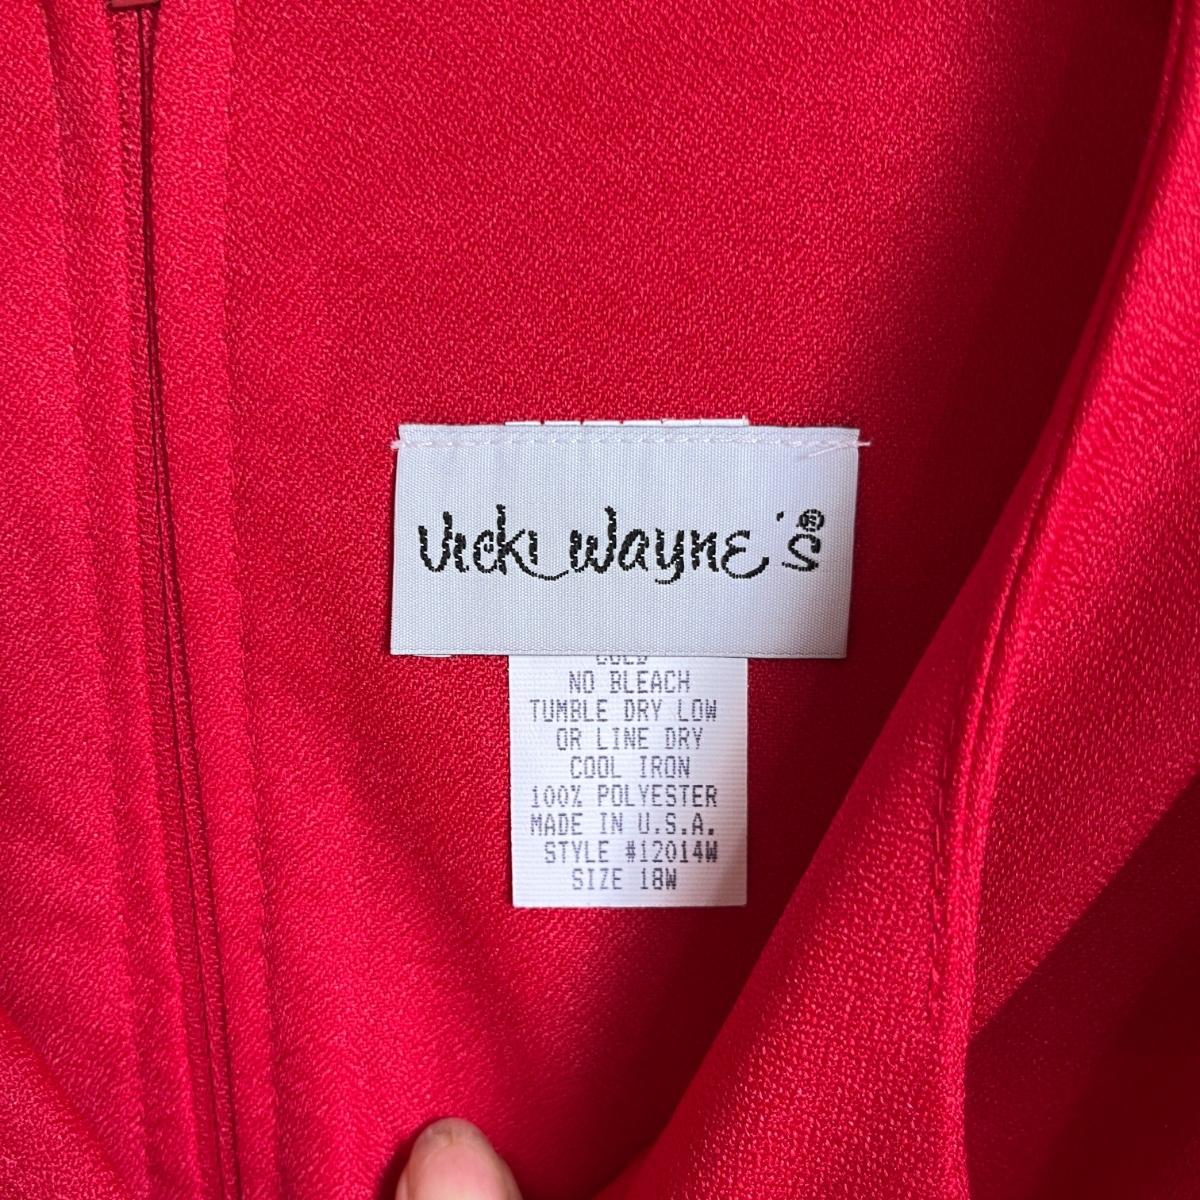 Vicki Wayne's®
COLD
NO BLEACH
TUMBLE DRY LOW
OR LINE DRY
COOL IRON
100% POLYESTER
MADE IN U.S.A.
STYLE #12014W
SIZE 18W